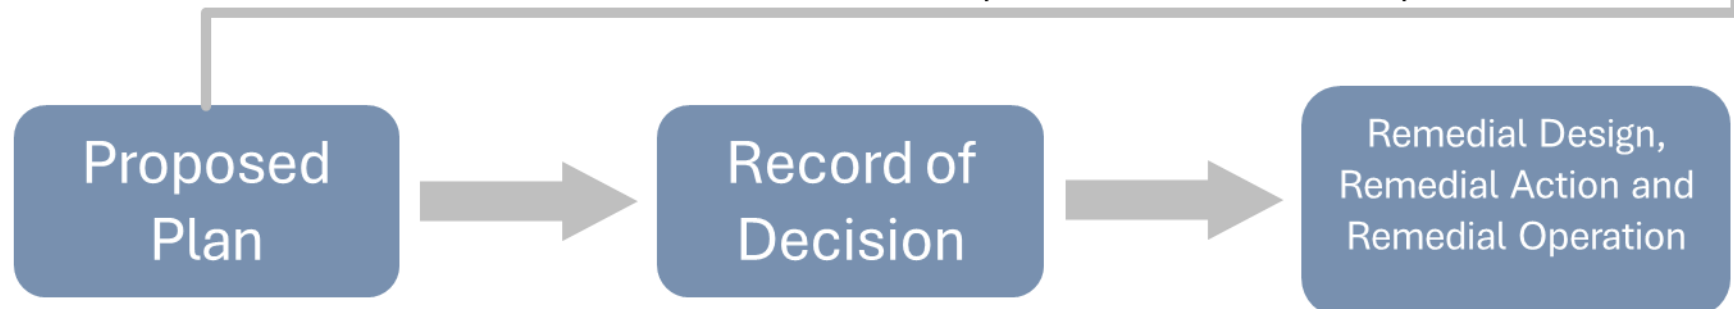 Proposed
Plan
Record of
Decision
Remedial Design,
Remedial Action and
Remedial Operation